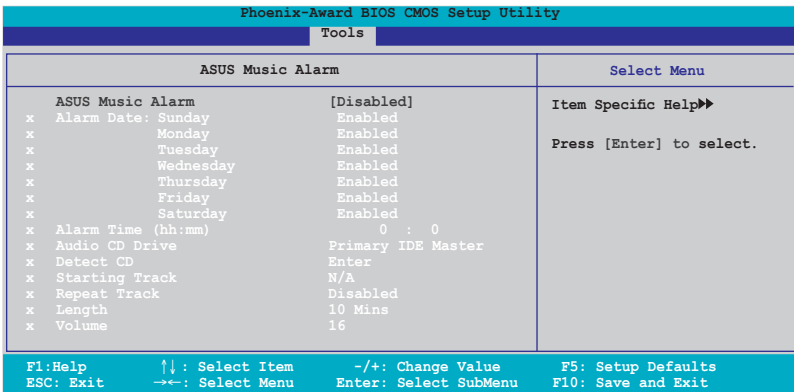 Phoenix-Award BIOS CMOS Setup Utility
Tools
ASUS Music Alarm
Select Menu
ASUS Music Alarm [Disabled]
x Alarm Date: Sunday Enabled
x Monday Enabled
x Tuesday Enabled
x Wednesday Enabled
x Thursday Enabled
x Friday Enabled
x Saturday Enabled
x Alarm Time (hh:mm) 0 : 0
x Audio CD Drive Primary IDE Master
x Detect CD Enter
x Starting Track N/A
x Repeat Track Disabled
x Length 10 Mins
x Volume 16
Item Specific Help▶▶
Press [Enter] to select.
F1:Help ↑↓: Select Item -/+: Change Value F5: Setup Defaults
ESC: Exit →←: Select Menu Enter: Select SubMenu F10: Save and Exit